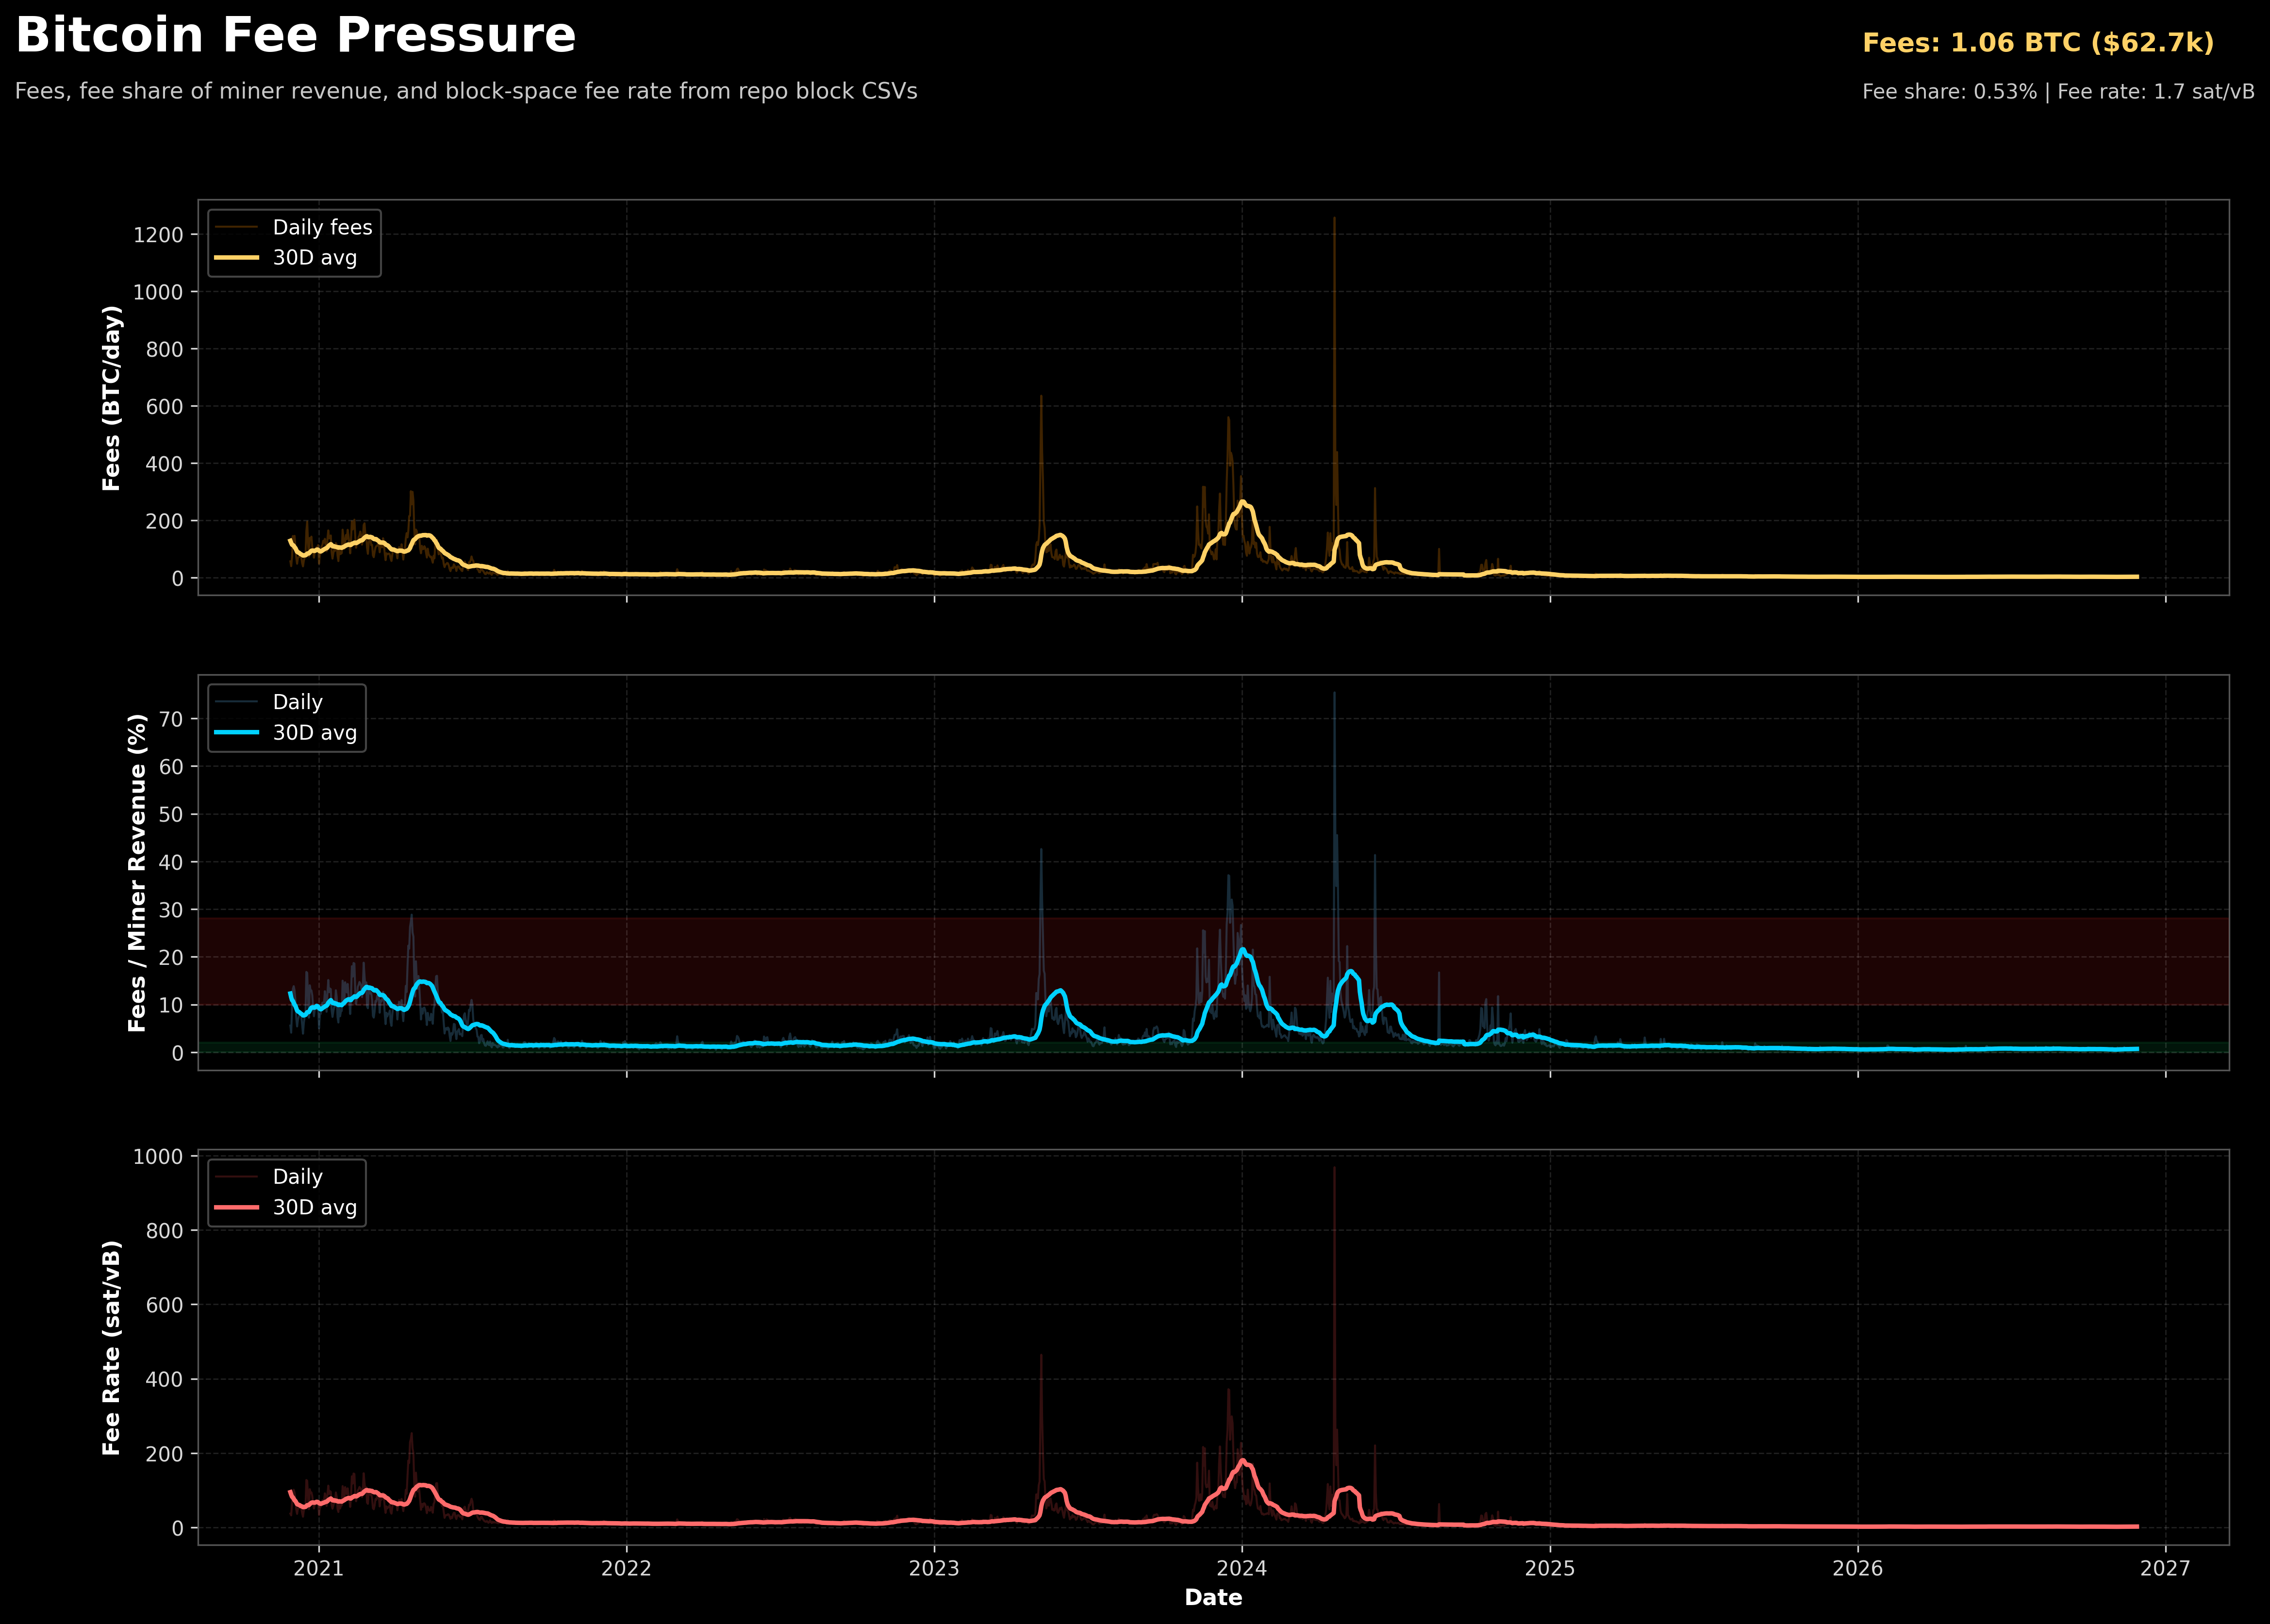 Bitcoin Fee Pressure
Fees: 1.06 BTC ($62.7k)
Fees, fee share of miner revenue, and block-space fee rate from repo block CSVs
Fee share: 0.53% | Fee rate: 1.7 sat/vB
Fees (BTC/day)
1200
1000
800
600
400
200
0
Daily fees
30D avg
Fees / Miner Revenue (%)
70
60
50
40
30
20
10
0
Daily
30D avg
Fee Rate (sat/vB)
1000
800
600
400
200
0
Daily
30D avg
2021 2022 2023 2024 2025 2026 2027
Date